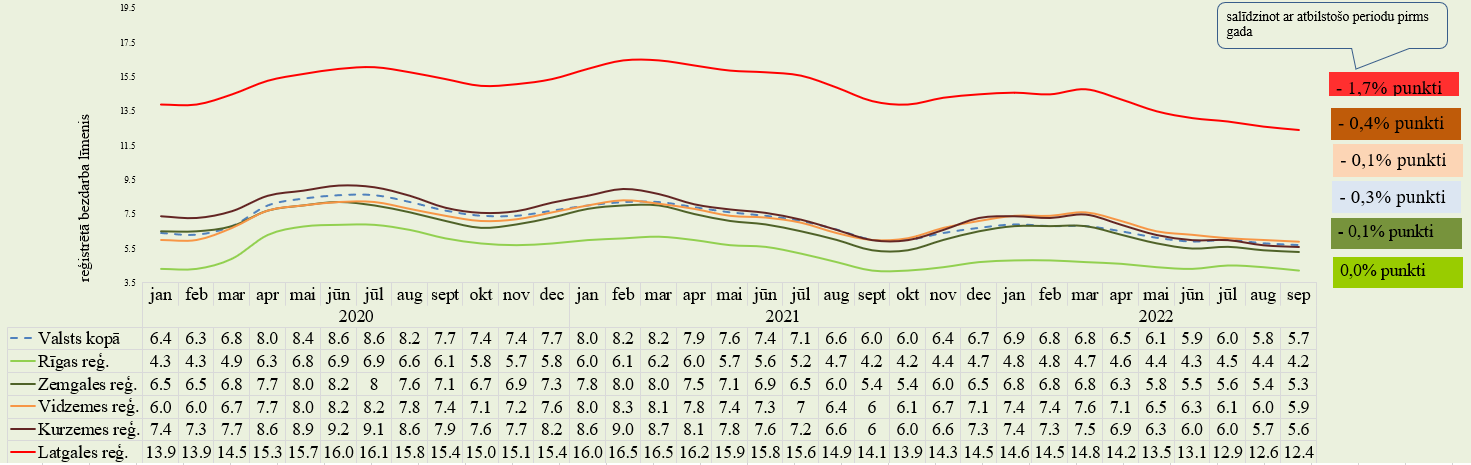 salīdzinot ar atbilstošo periodu pirms
gada
- 1,7% punkti
- 0,4% punkti
- 0,1% punkti
- 0,3% punkti
- 0,1% punkti
0,0% punkti
reģistrētā bezdarba līmenis
19.5
17.5
15.5
13.5
11.5
9.5
7.5
5.5
3.5
jan feb mar apr mai jūn jūl aug sept okt nov dec jan feb mar apr mai jūn jūl aug sept okt nov dec jan feb mar apr mai jūn jūl aug sep
2020 2021 2022
Valsts kopā 6.4 6.3 6.8 8.0 8.4 8.6 8.6 8.2 7.7 7.4 7.4 7.7 8.0 8.2 8.2 7.9 7.6 7.4 7.1 6.6 6.0 6.0 6.4 6.7 6.9 6.8 6.8 6.5 6.1 5.9 6.0 5.8 5.7
Rīgas reģ. 4.3 4.3 4.9 6.3 6.8 6.9 6.9 6.6 6.1 5.8 5.7 5.8 6.0 6.1 6.2 6.0 5.7 5.6 5.2 4.7 4.2 4.2 4.4 4.7 4.8 4.8 4.7 4.6 4.4 4.3 4.5 4.4 4.2
Zemgales reģ. 6.5 6.5 6.8 7.7 8.0 8.2 8 7.6 7.1 6.7 6.9 7.3 7.8 8.0 8.0 7.5 7.1 6.9 6.5 6.0 5.4 5.4 6.0 6.5 6.8 6.8 6.8 6.3 5.8 5.5 5.6 5.4 5.3
Vidzemes reģ. 6.0 6.0 6.7 7.7 8.0 8.2 8.2 7.8 7.4 7.1 7.2 7.6 8.0 8.3 8.1 7.8 7.4 7.3 7 6.4 6 6.1 6.7 7.1 7.4 7.4 7.6 7.1 6.5 6.3 6.1 6.0 5.9
Kurzemes reģ. 7.4 7.3 7.7 8.6 8.9 9.2 9.1 8.6 7.9 7.6 7.7 8.2 8.6 9.0 8.7 8.1 7.8 7.6 7.2 6.6 6 6.0 6.6 7.3 7.4 7.3 7.5 6.9 6.3 6.0 6.0 5.7 5.6
Latgales reģ. 13.9 13.9 14.5 15.3 15.7 16.0 16.1 15.8 15.4 15.0 15.1 15.4 16.0 16.5 16.5 16.2 15.9 15.8 15.6 14.9 14.1 13.9 14.3 14.5 14.6 14.5 14.8 14.2 13.5 13.1 12.9 12.6 12.4